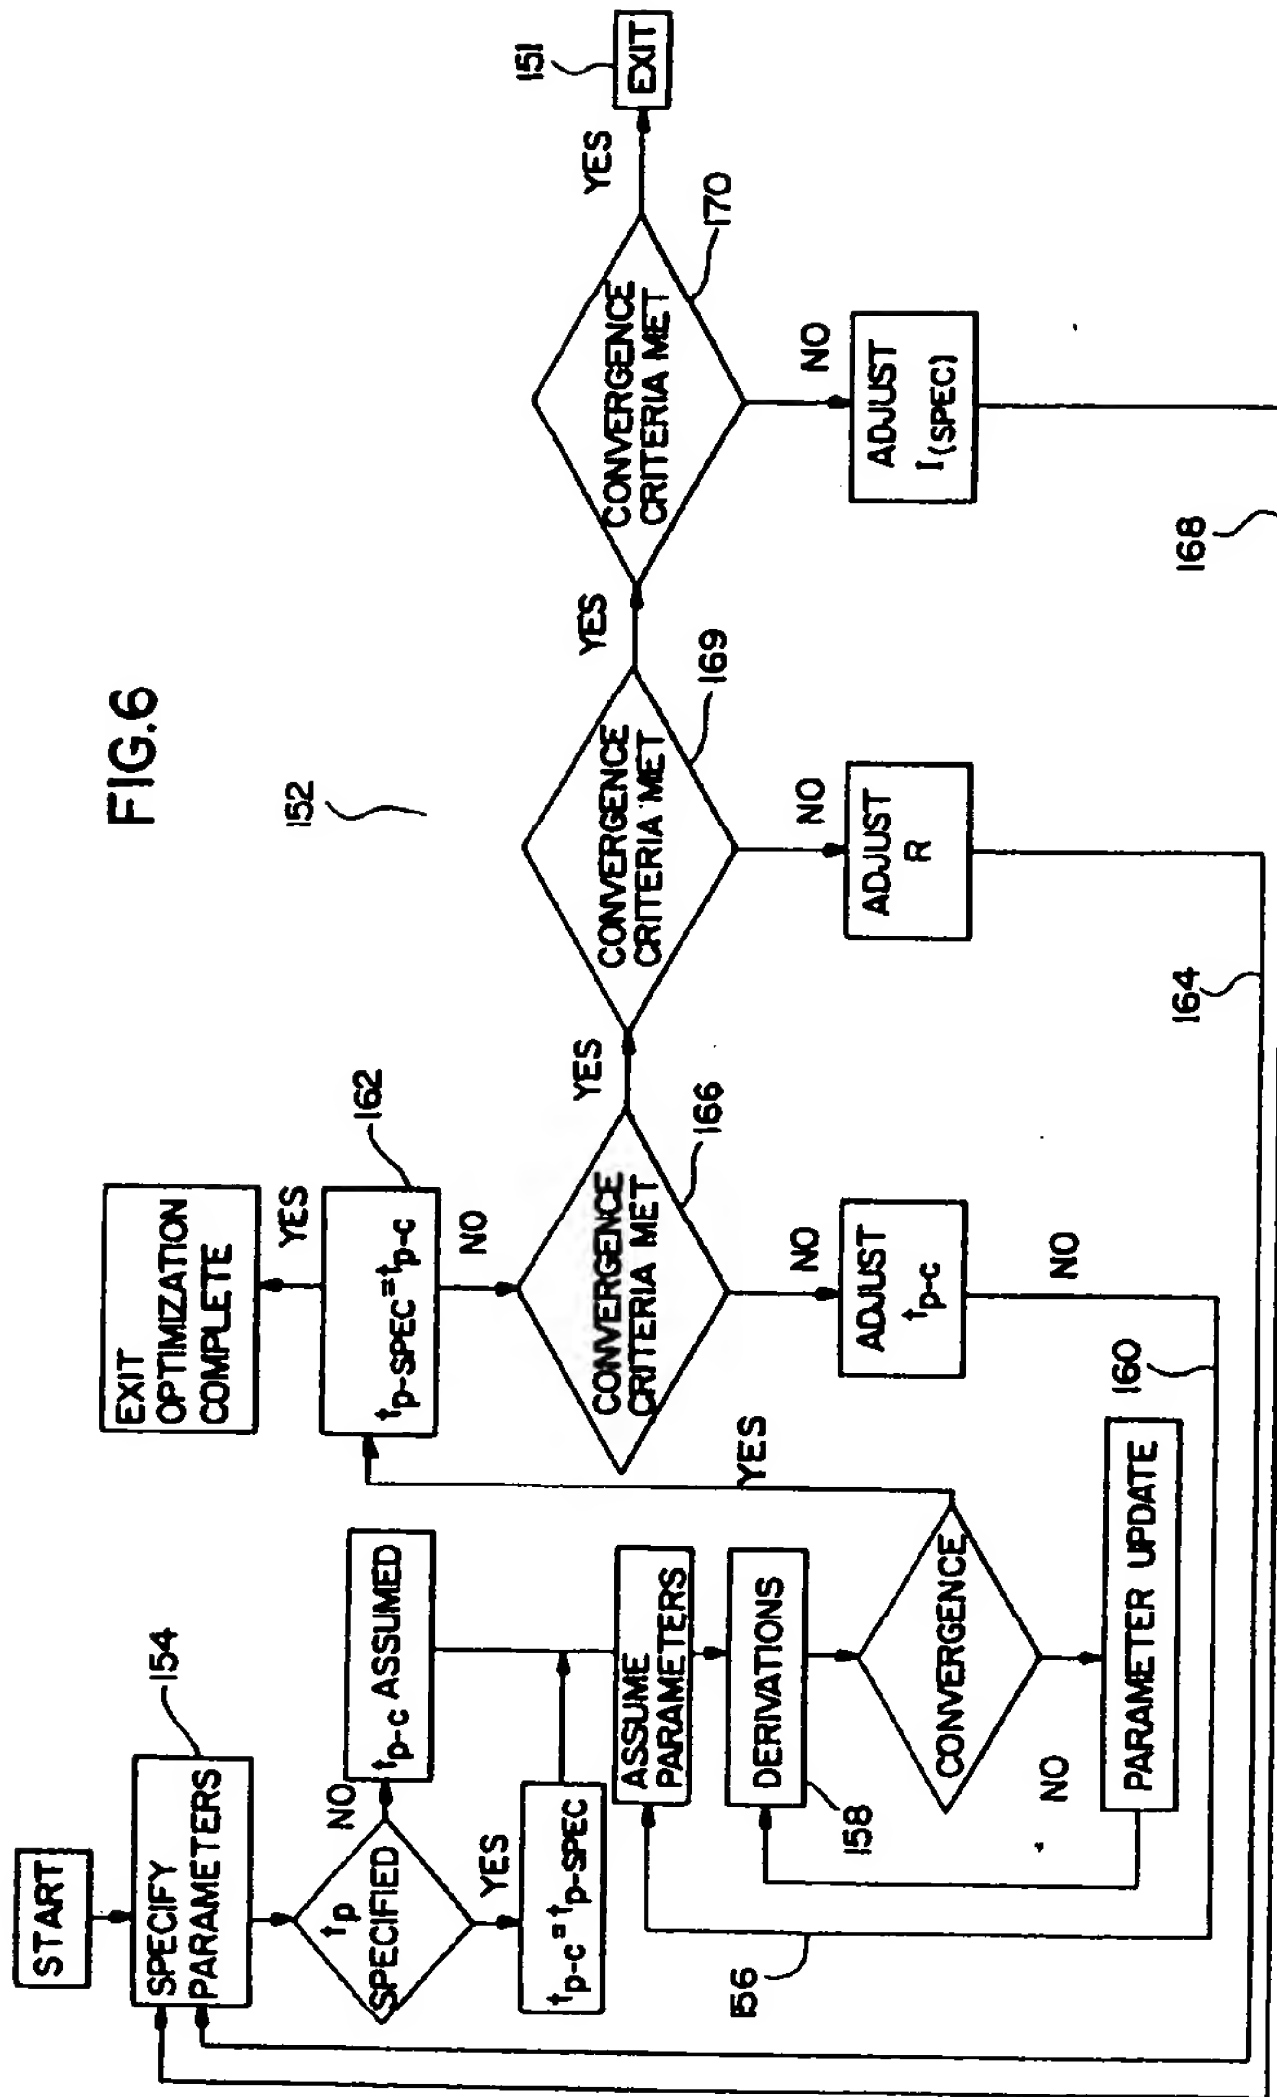 FIG.6
152
START
SPECIFY
PARAMETERS
154
tp
SPECIFIED
NO
tp-c ASSUMED
YES
tp-c = tp-SPEC
ASSUME
PARAMETERS
DERIVATIONS
158
CONVERGENCE
NO
PARAMETER UPDATE
156
YES
EXIT
OPTIMIZATION
COMPLETE
YES
tp-SPEC = tp-c
162
NO
CONVERGENCE
CRITERIA MET
166
NO
ADJUST
tp-c
NO
160
YES
CONVERGENCE
CRITERIA MET
169
NO
ADJUST
R
164
YES
CONVERGENCE
CRITERIA MET
170
NO
ADJUST
I(SPEC)
168
YES
EXIT
151